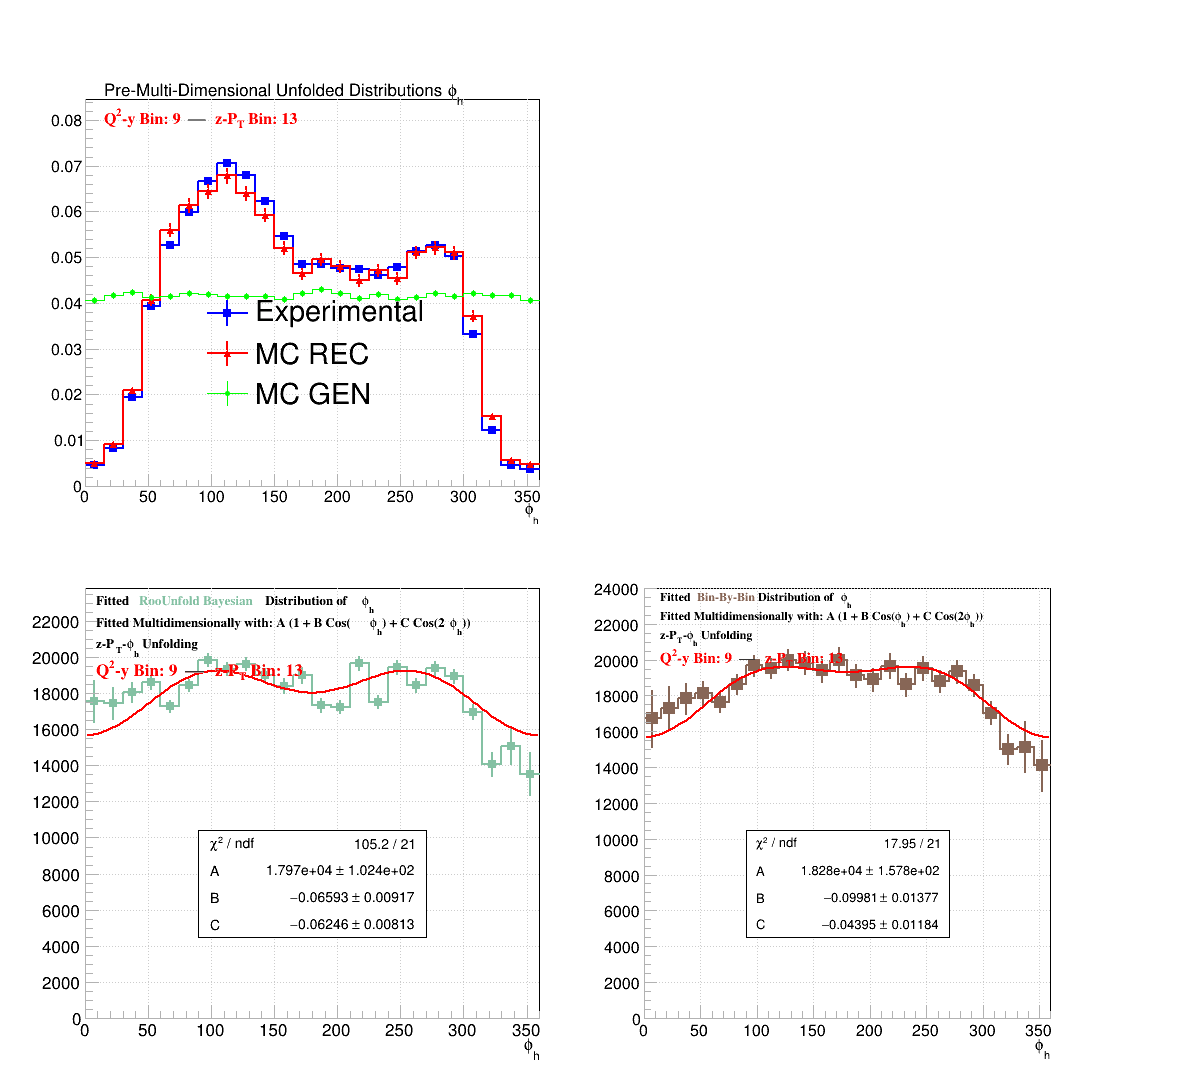 Pre-Multi-Dimensional Unfolded Distributions ϕh
Q²-y Bin: 9 — z-PT Bin: 13
0.08
0.07
0.06
0.05
0.04
0.03
0.02
0.01
0
Experimental
MC REC
MC GEN
0 50 100 150 200 250 300 350
ϕh
Fitted RooUnfold Bayesian Distribution of ϕh
Fitted Multidimensionally with: A (1 + B Cos( ϕh) + C Cos(2 ϕh))
z-PT-ϕh Unfolding
Q²-y Bin: 9 — z-PT Bin: 13
22000
20000
18000
16000
14000
12000
10000
8000
6000
4000
2000
0
χ² / ndf 105.2 / 21
A 1.797e+04 ± 1.024e+02
B −0.06593 ± 0.00917
C −0.06246 ± 0.00813
0 50 100 150 200 250 300 350
ϕh
Fitted Bin-By-Bin Distribution of ϕh
Fitted Multidimensionally with: A (1 + B Cos(ϕh) + C Cos(2ϕh))
z-PT-ϕh Unfolding
Q²-y Bin: 9 — z-PT Bin: 13
24000
22000
20000
18000
16000
14000
12000
10000
8000
6000
4000
2000
0
χ² / ndf 17.95 / 21
A 1.828e+04 ± 1.578e+02
B −0.09981 ± 0.01377
C −0.04395 ± 0.01184
0 50 100 150 200 250 300 350
ϕh